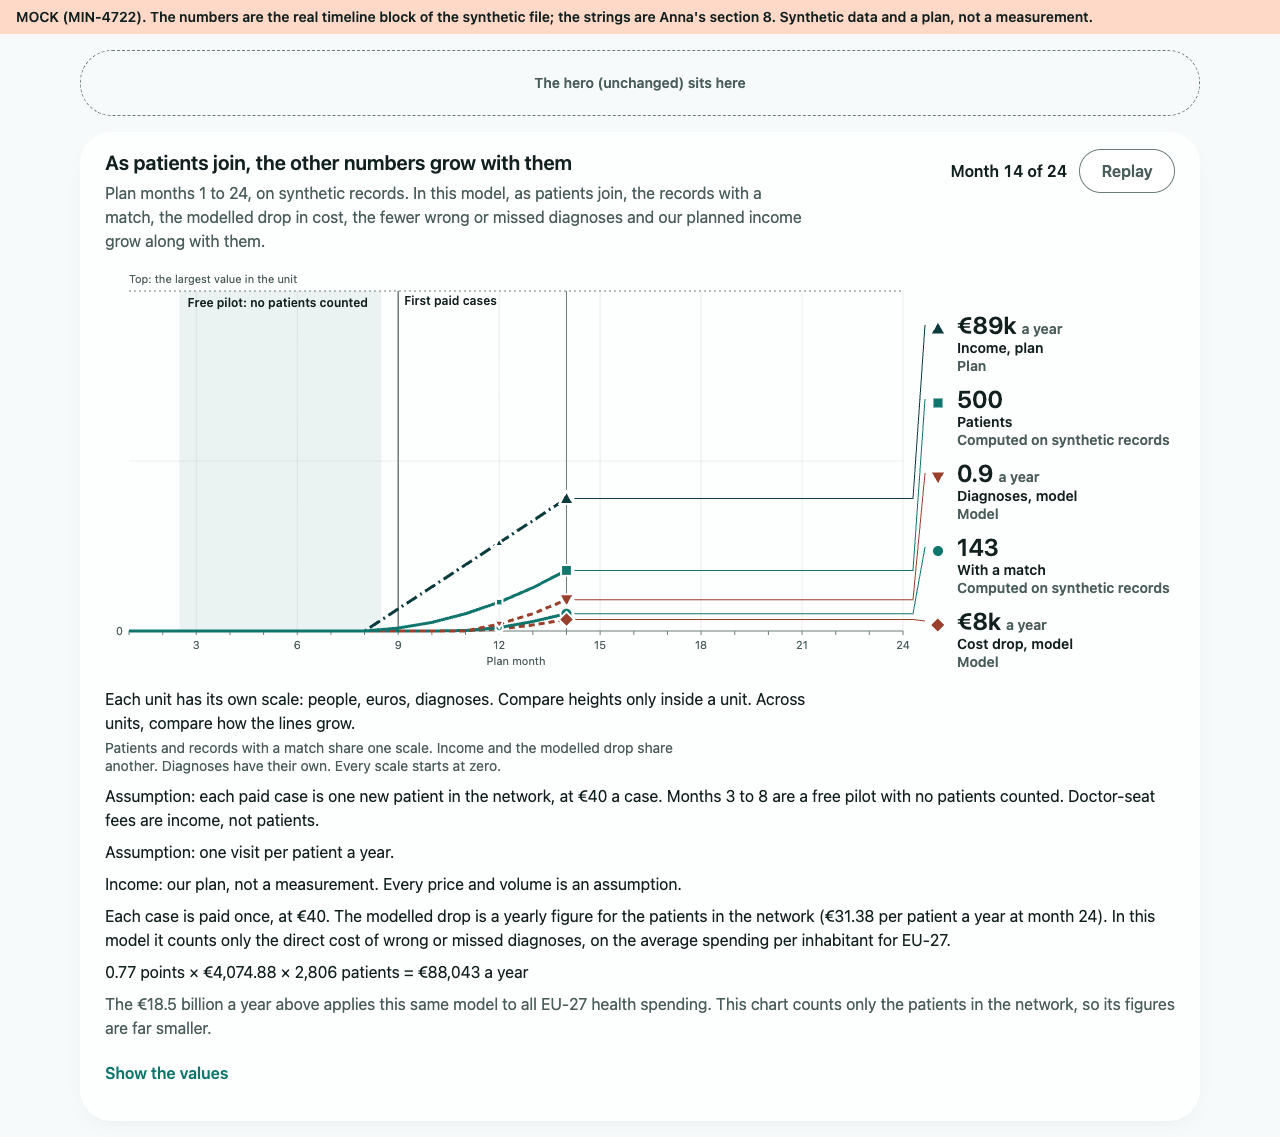 MOCK (MIN-4722). The numbers are the real timeline block of the synthetic file; the strings are Anna's section 8. Synthetic data and a plan, not a measurement.
The hero (unchanged) sits here
As patients join, the other numbers grow with them
Month 14 of 24
Replay
Plan months 1 to 24, on synthetic records. In this model, as patients join, the records with a
match, the modelled drop in cost, the fewer wrong or missed diagnoses and our planned income
grow along with them.
Top: the largest value in the unit
Free pilot: no patients counted
First paid cases
€89k a year
Income, plan
Plan
500
Patients
Computed on synthetic records
0.9 a year
Diagnoses, model
Model
143
With a match
Computed on synthetic records
€8k a year
Cost drop, model
Model
0
3
6
9
12
15
18
21
24
Plan month
Each unit has its own scale: people, euros, diagnoses. Compare heights only inside a unit. Across
units, compare how the lines grow.
Patients and records with a match share one scale. Income and the modelled drop share
another. Diagnoses have their own. Every scale starts at zero.
Assumption: each paid case is one new patient in the network, at €40 a case. Months 3 to 8 are a free pilot with no patients counted. Doctor-seat
fees are income, not patients.
Assumption: one visit per patient a year.
Income: our plan, not a measurement. Every price and volume is an assumption.
Each case is paid once, at €40. The modelled drop is a yearly figure for the patients in the network (€31.38 per patient a year at month 24). In this
model it counts only the direct cost of wrong or missed diagnoses, on the average spending per inhabitant for EU-27.
0.77 points × €4,074.88 × 2,806 patients = €88,043 a year
The €18.5 billion a year above applies this same model to all EU-27 health spending. This chart counts only the patients in the network, so its figures
are far smaller.
Show the values